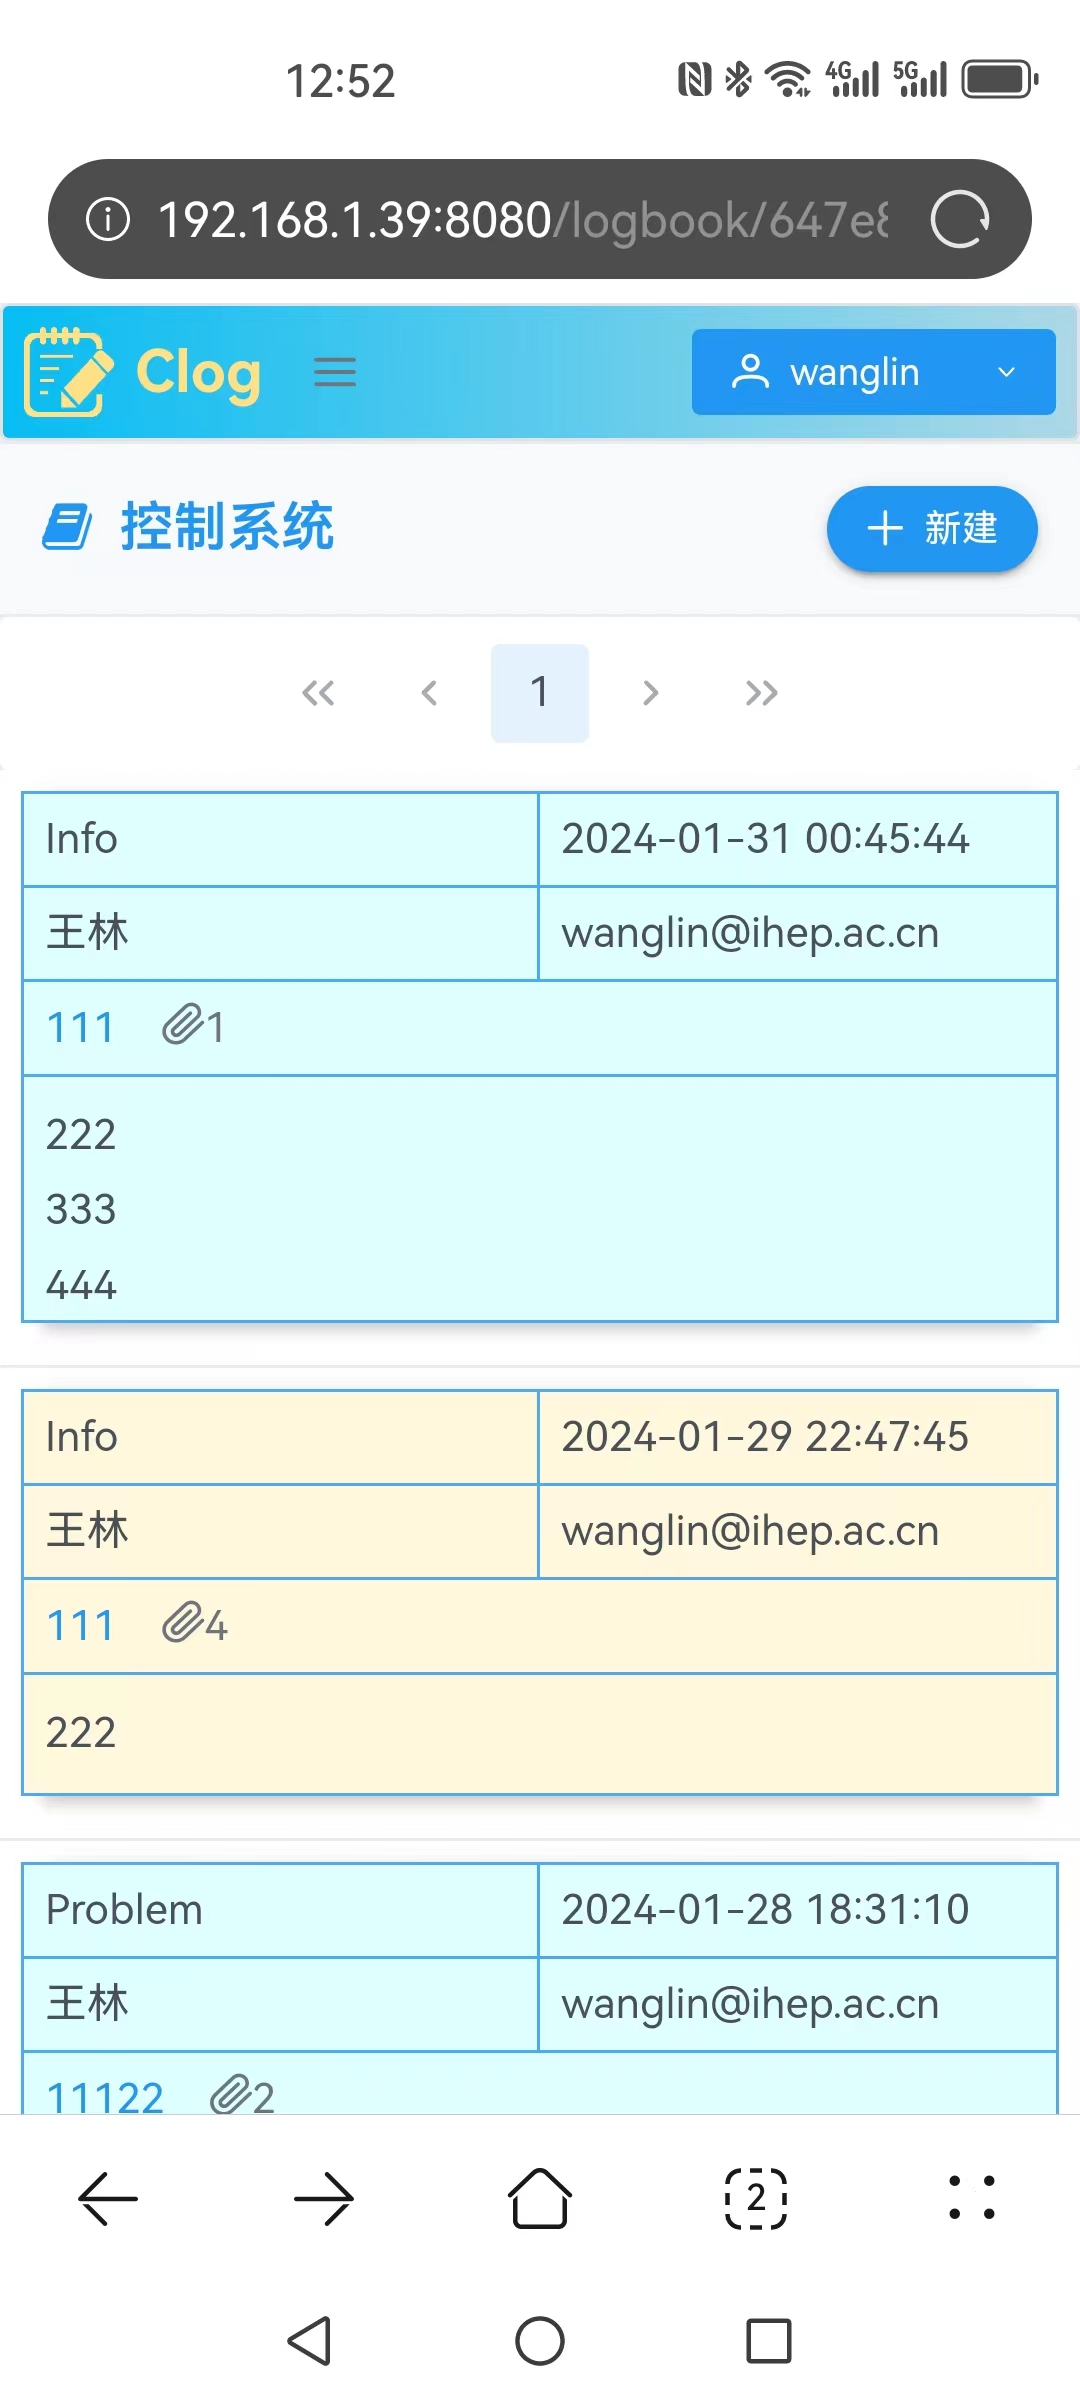 12:52
4G 5G
192.168.1.39:8080/logbook/647e
Clog
wanglin
控制系统
新建
1
Info
2024-01-31 00:45:44
王林
wanglin@ihep.ac.cn
111
1
222
333
444
Info
2024-01-29 22:47:45
王林
wanglin@ihep.ac.cn
111
4
222
Problem
2024-01-28 18:31:10
王林
wanglin@ihep.ac.cn
11122
2
2